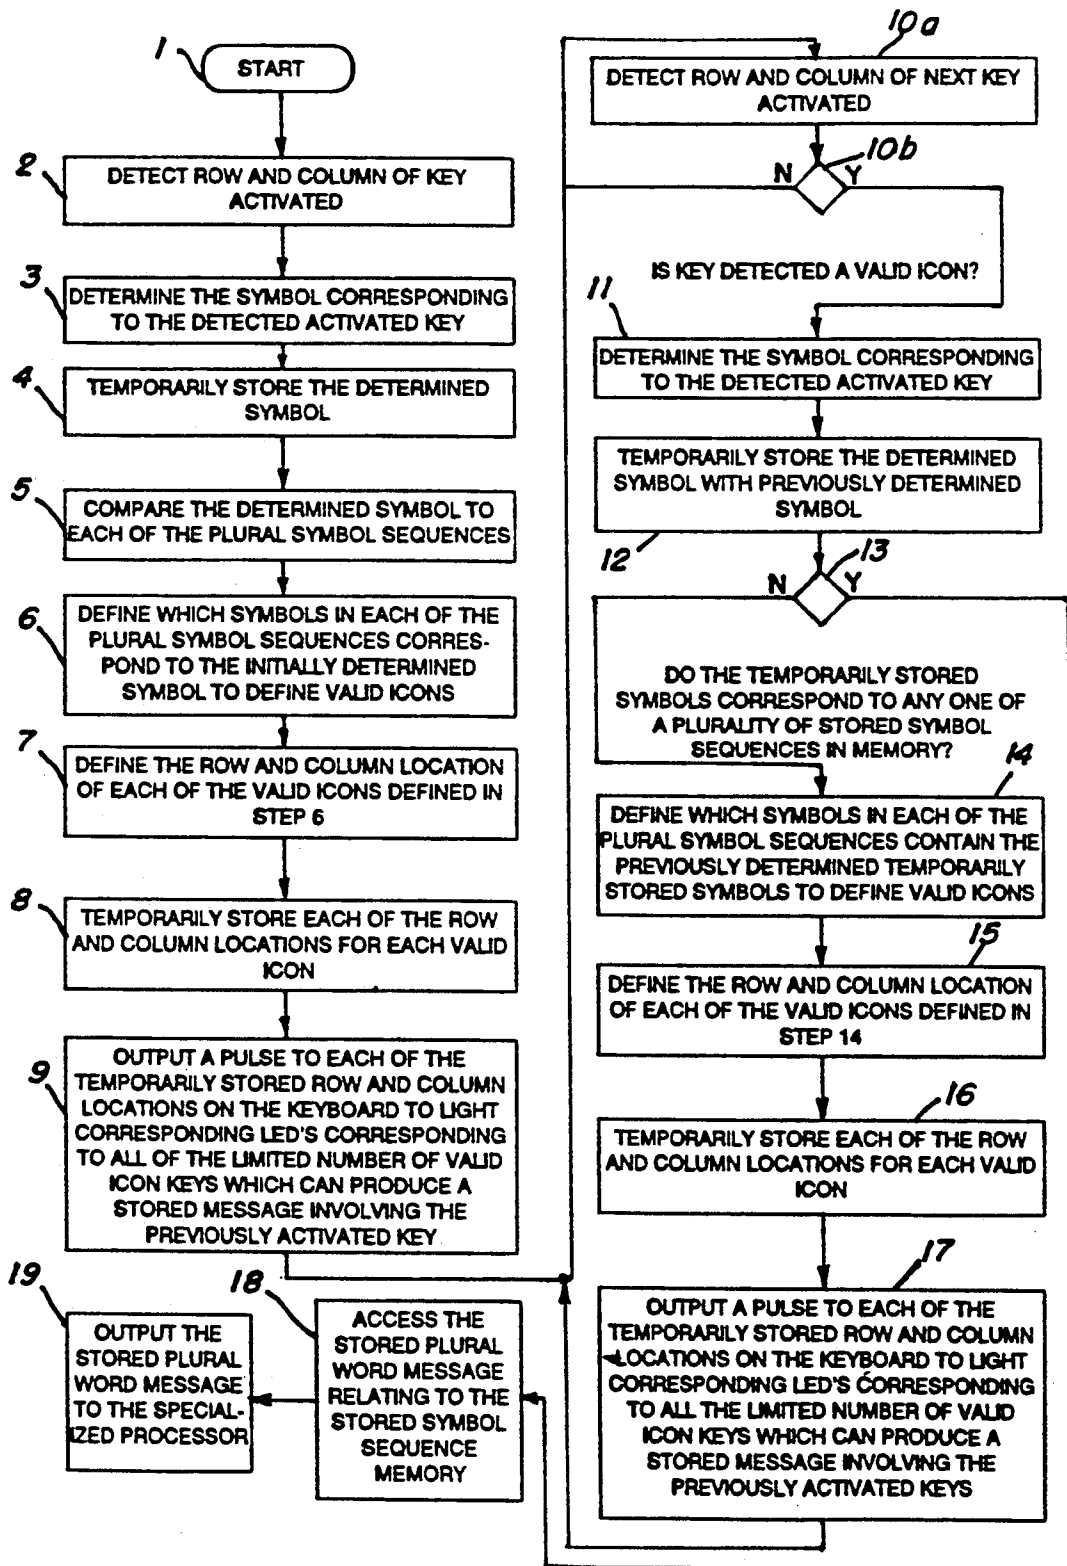 1
START
2
DETECT ROW AND COLUMN OF KEY
ACTIVATED
3
DETERMINE THE SYMBOL CORRESPONDING
TO THE DETECTED ACTIVATED KEY
4
TEMPORARILY STORE THE DETERMINED
SYMBOL
5
COMPARE THE DETERMINED SYMBOL TO
EACH OF THE PLURAL SYMBOL SEQUENCES
6
DEFINE WHICH SYMBOLS IN EACH OF THE
PLURAL SYMBOL SEQUENCES CORRES-
POND TO THE INITIALLY DETERMINED
SYMBOL TO DEFINE VALID ICONS
7
DEFINE THE ROW AND COLUMN LOCATION
OF EACH OF THE VALID ICONS DEFINED IN
STEP 6
8
TEMPORARILY STORE EACH OF THE ROW
AND COLUMN LOCATIONS FOR EACH VALID
ICON
9
OUTPUT A PULSE TO EACH OF THE
TEMPORARILY STORED ROW AND COLUMN
LOCATIONS ON THE KEYBOARD TO LIGHT
CORRESPONDING LED'S CORRESPONDING
TO ALL OF THE LIMITED NUMBER OF VALID
ICON KEYS WHICH CAN PRODUCE A
STORED MESSAGE INVOLVING THE
PREVIOUSLY ACTIVATED KEY
10a
DETECT ROW AND COLUMN OF NEXT KEY
ACTIVATED
10b
N Y
IS KEY DETECTED A VALID ICON?
11
DETERMINE THE SYMBOL CORRESPONDING
TO THE DETECTED ACTIVATED KEY
TEMPORARILY STORE THE DETERMINED
SYMBOL WITH PREVIOUSLY DETERMINED
SYMBOL
12
13
N Y
DO THE TEMPORARILY STORED
SYMBOLS CORRESPOND TO ANY ONE OF
A PLURALITY OF STORED SYMBOL
SEQUENCES IN MEMORY?
14
DEFINE WHICH SYMBOLS IN EACH OF THE
PLURAL SYMBOL SEQUENCES CONTAIN THE
PREVIOUSLY DETERMINED TEMPORARILY
STORED SYMBOLS TO DEFINE VALID ICONS
15
DEFINE THE ROW AND COLUMN LOCATION
OF EACH OF THE VALID ICONS DEFINED IN
STEP 14
16
TEMPORARILY STORE EACH OF THE ROW
AND COLUMN LOCATIONS FOR EACH VALID
ICON
17
OUTPUT A PULSE TO EACH OF THE
TEMPORARILY STORED ROW AND COLUMN
LOCATIONS ON THE KEYBOARD TO LIGHT
CORRESPONDING LED'S CORRESPONDING
TO ALL THE LIMITED NUMBER OF VALID
ICON KEYS WHICH CAN PRODUCE A
STORED MESSAGE INVOLVING THE
PREVIOUSLY ACTIVATED KEYS
18
ACCESS THE
STORED PLURAL
WORD MESSAGE
RELATING TO THE
STORED SYMBOL
SEQUENCE
MEMORY
19
OUTPUT THE
STORED PLURAL
WORD MESSAGE
TO THE SPECIAL-
IZED PROCESSOR